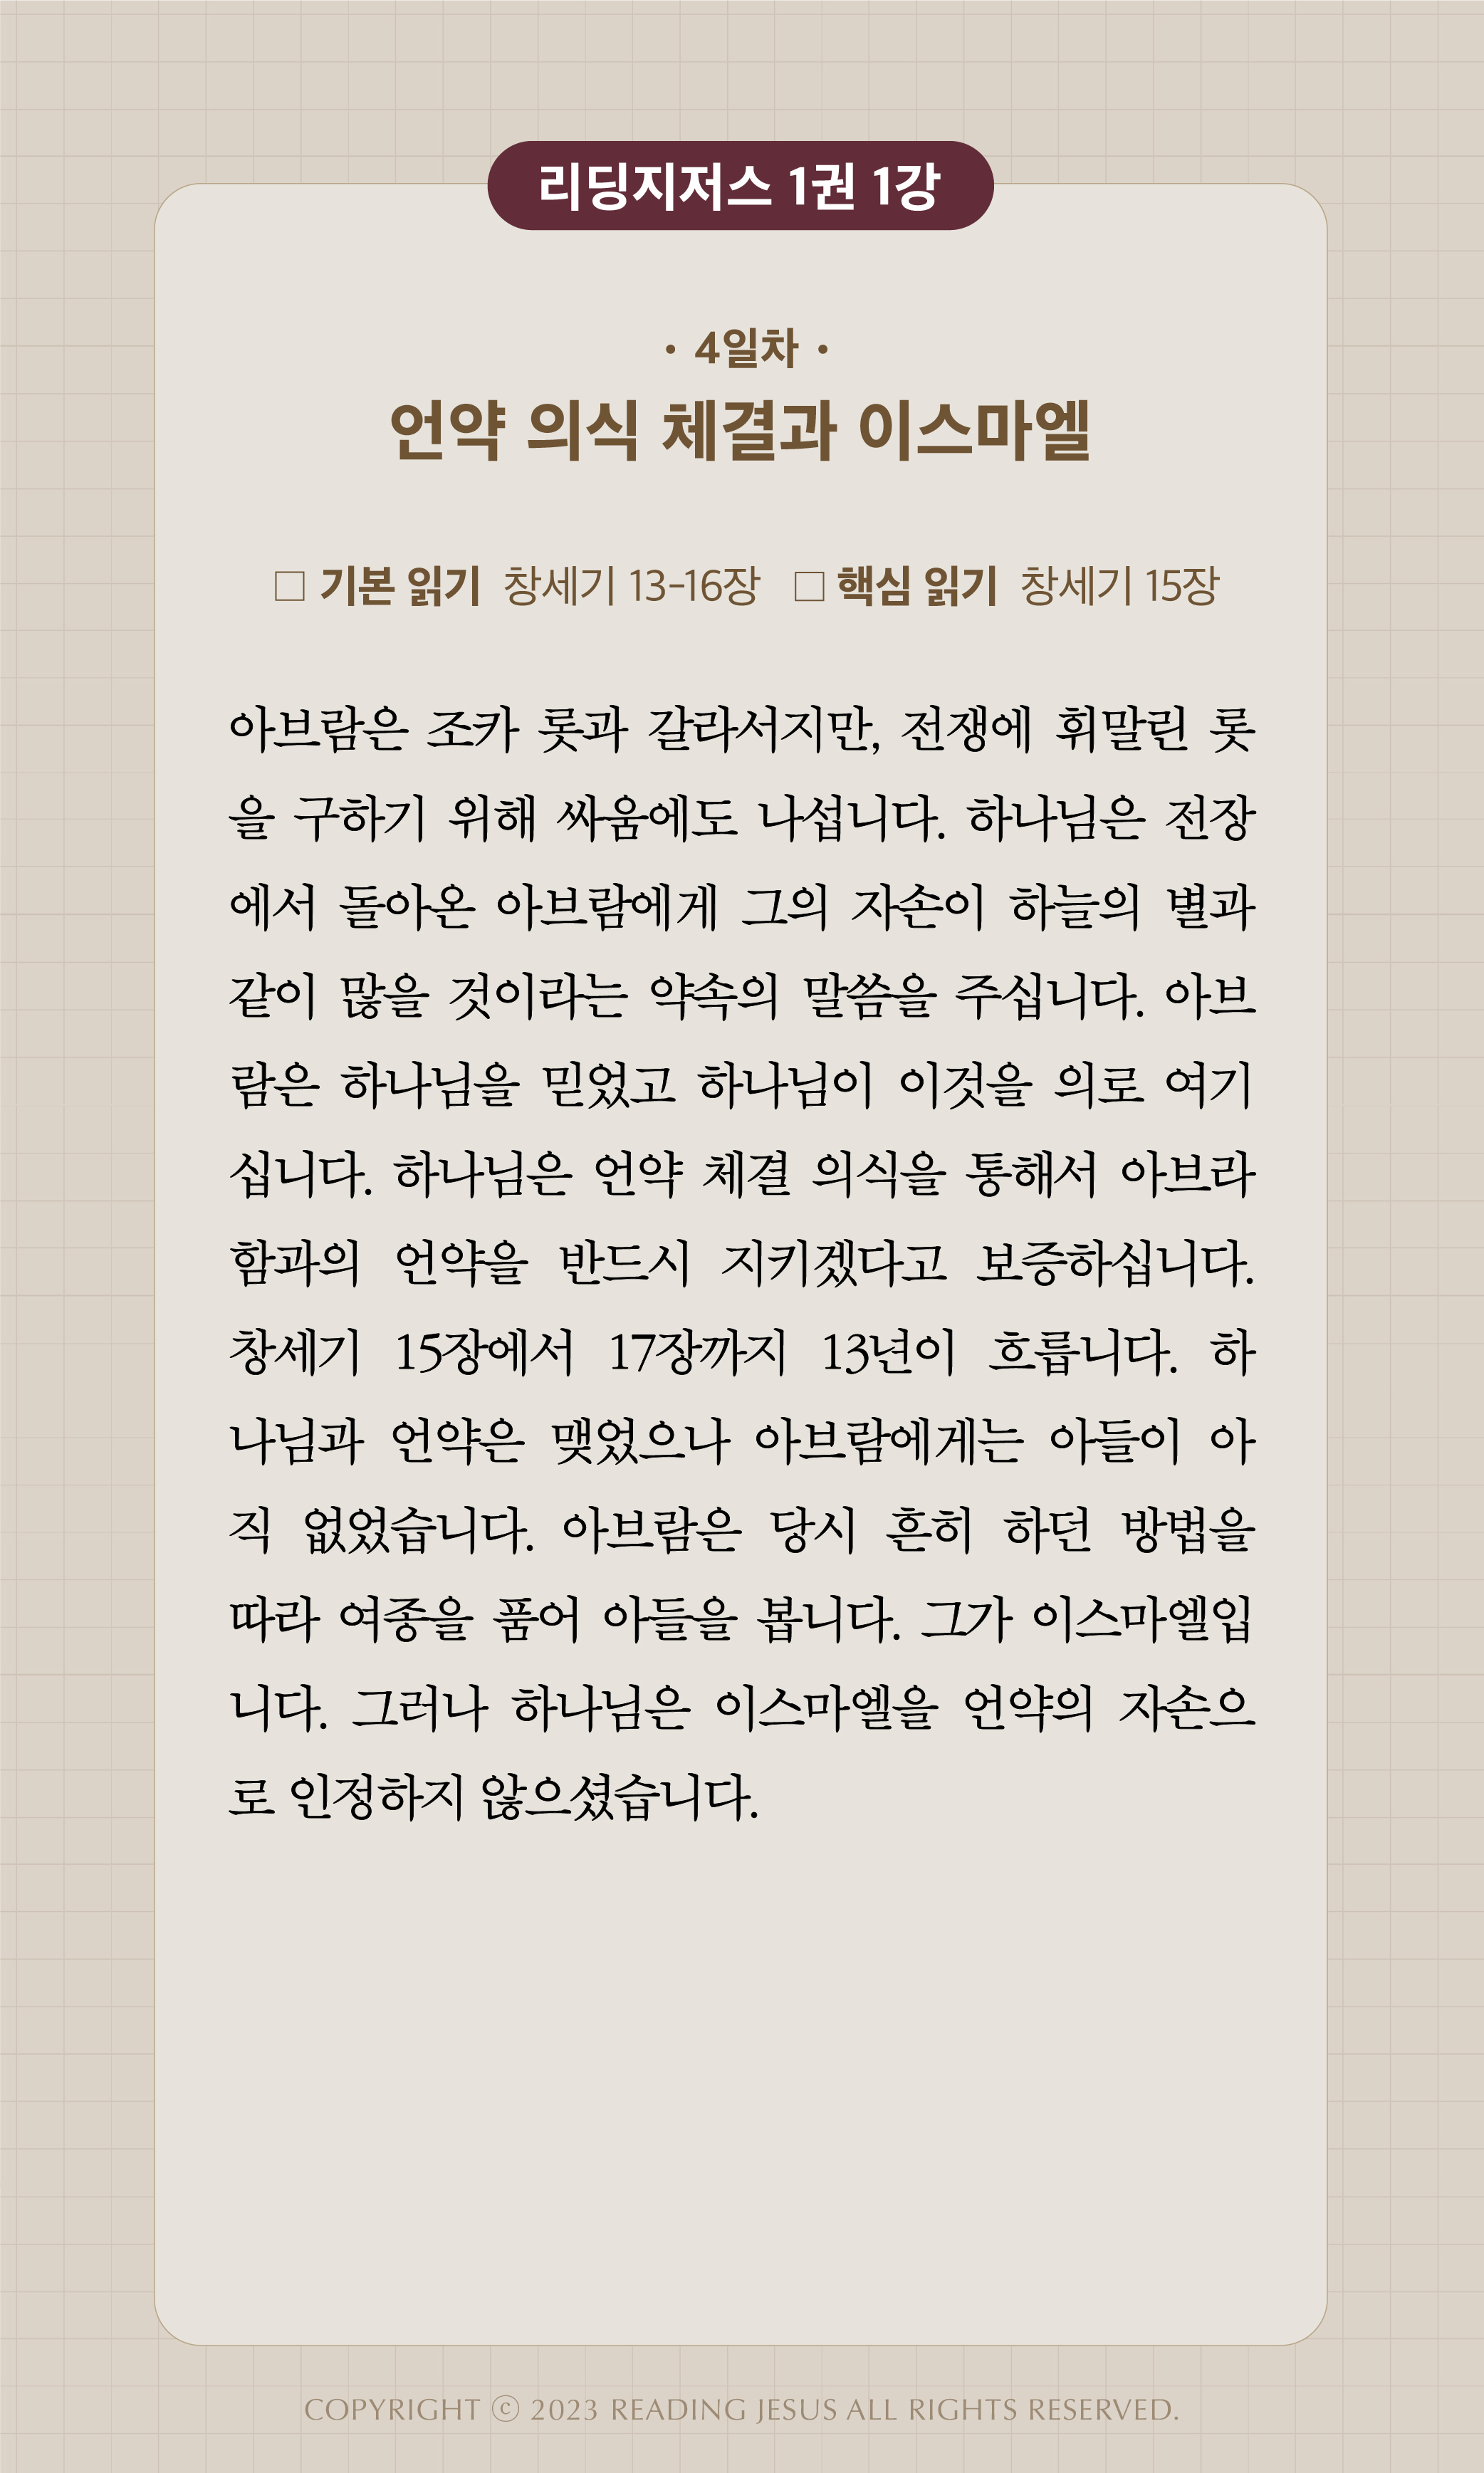 리딩지저스 1권 1강
· 4일차 ·
언약 의식 체결과 이스마엘
□ 기본 읽기 창세기 13-16장 □ 핵심 읽기 창세기 15장
아브람은 조카 롯과 갈라서지만, 전쟁에 휘말린 롯
을 구하기 위해 싸움에도 나섭니다. 하나님은 전장
에서 돌아온 아브람에게 그의 자손이 하늘의 별과
같이 많을 것이라는 약속의 말씀을 주십니다. 아브
람은 하나님을 믿었고 하나님이 이것을 의로 여기
십니다. 하나님은 언약 체결 의식을 통해서 아브라
함과의 언약을 반드시 지키겠다고 보증하십니다.
창세기 15장에서 17장까지 13년이 흐릅니다. 하
나님과 언약은 맺었으나 아브람에게는 아들이 아
직 없었습니다. 아브람은 당시 흔히 하던 방법을
따라 여종을 품어 아들을 봅니다. 그가 이스마엘입
니다. 그러나 하나님은 이스마엘을 언약의 자손으
로 인정하지 않으셨습니다.
COPYRIGHT ⓒ 2023 READING JESUS ALL RIGHTS RESERVED.